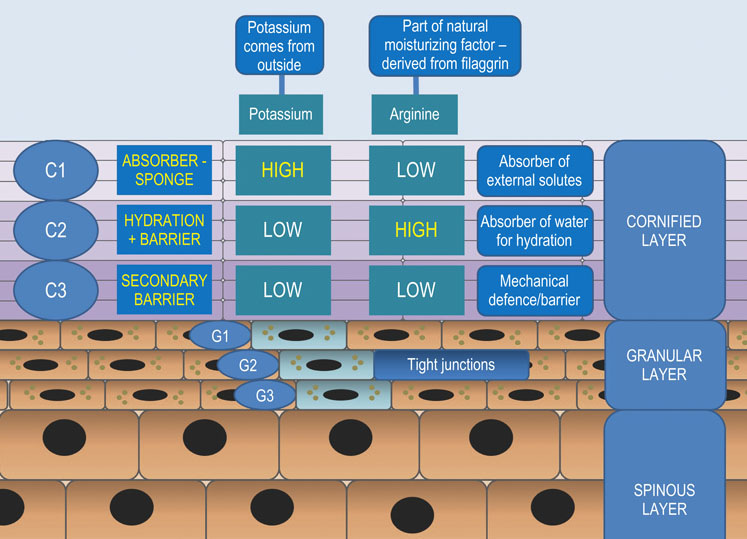 Potassium
comes from
outside
Part of natural
moisturizing factor –
derived from filaggrin
Potassium
Arginine
C1
ABSORBER -
SPONGE
HIGH
LOW
Absorber of
external solutes
C2
HYDRATION
+ BARRIER
LOW
HIGH
Absorber of water
for hydration
CORNIFIED
LAYER
C3
SECONDARY
BARRIER
LOW
LOW
Mechanical
defence/barrier
G1
G2
Tight junctions
GRANULAR
LAYER
G3
SPINOUS
LAYER